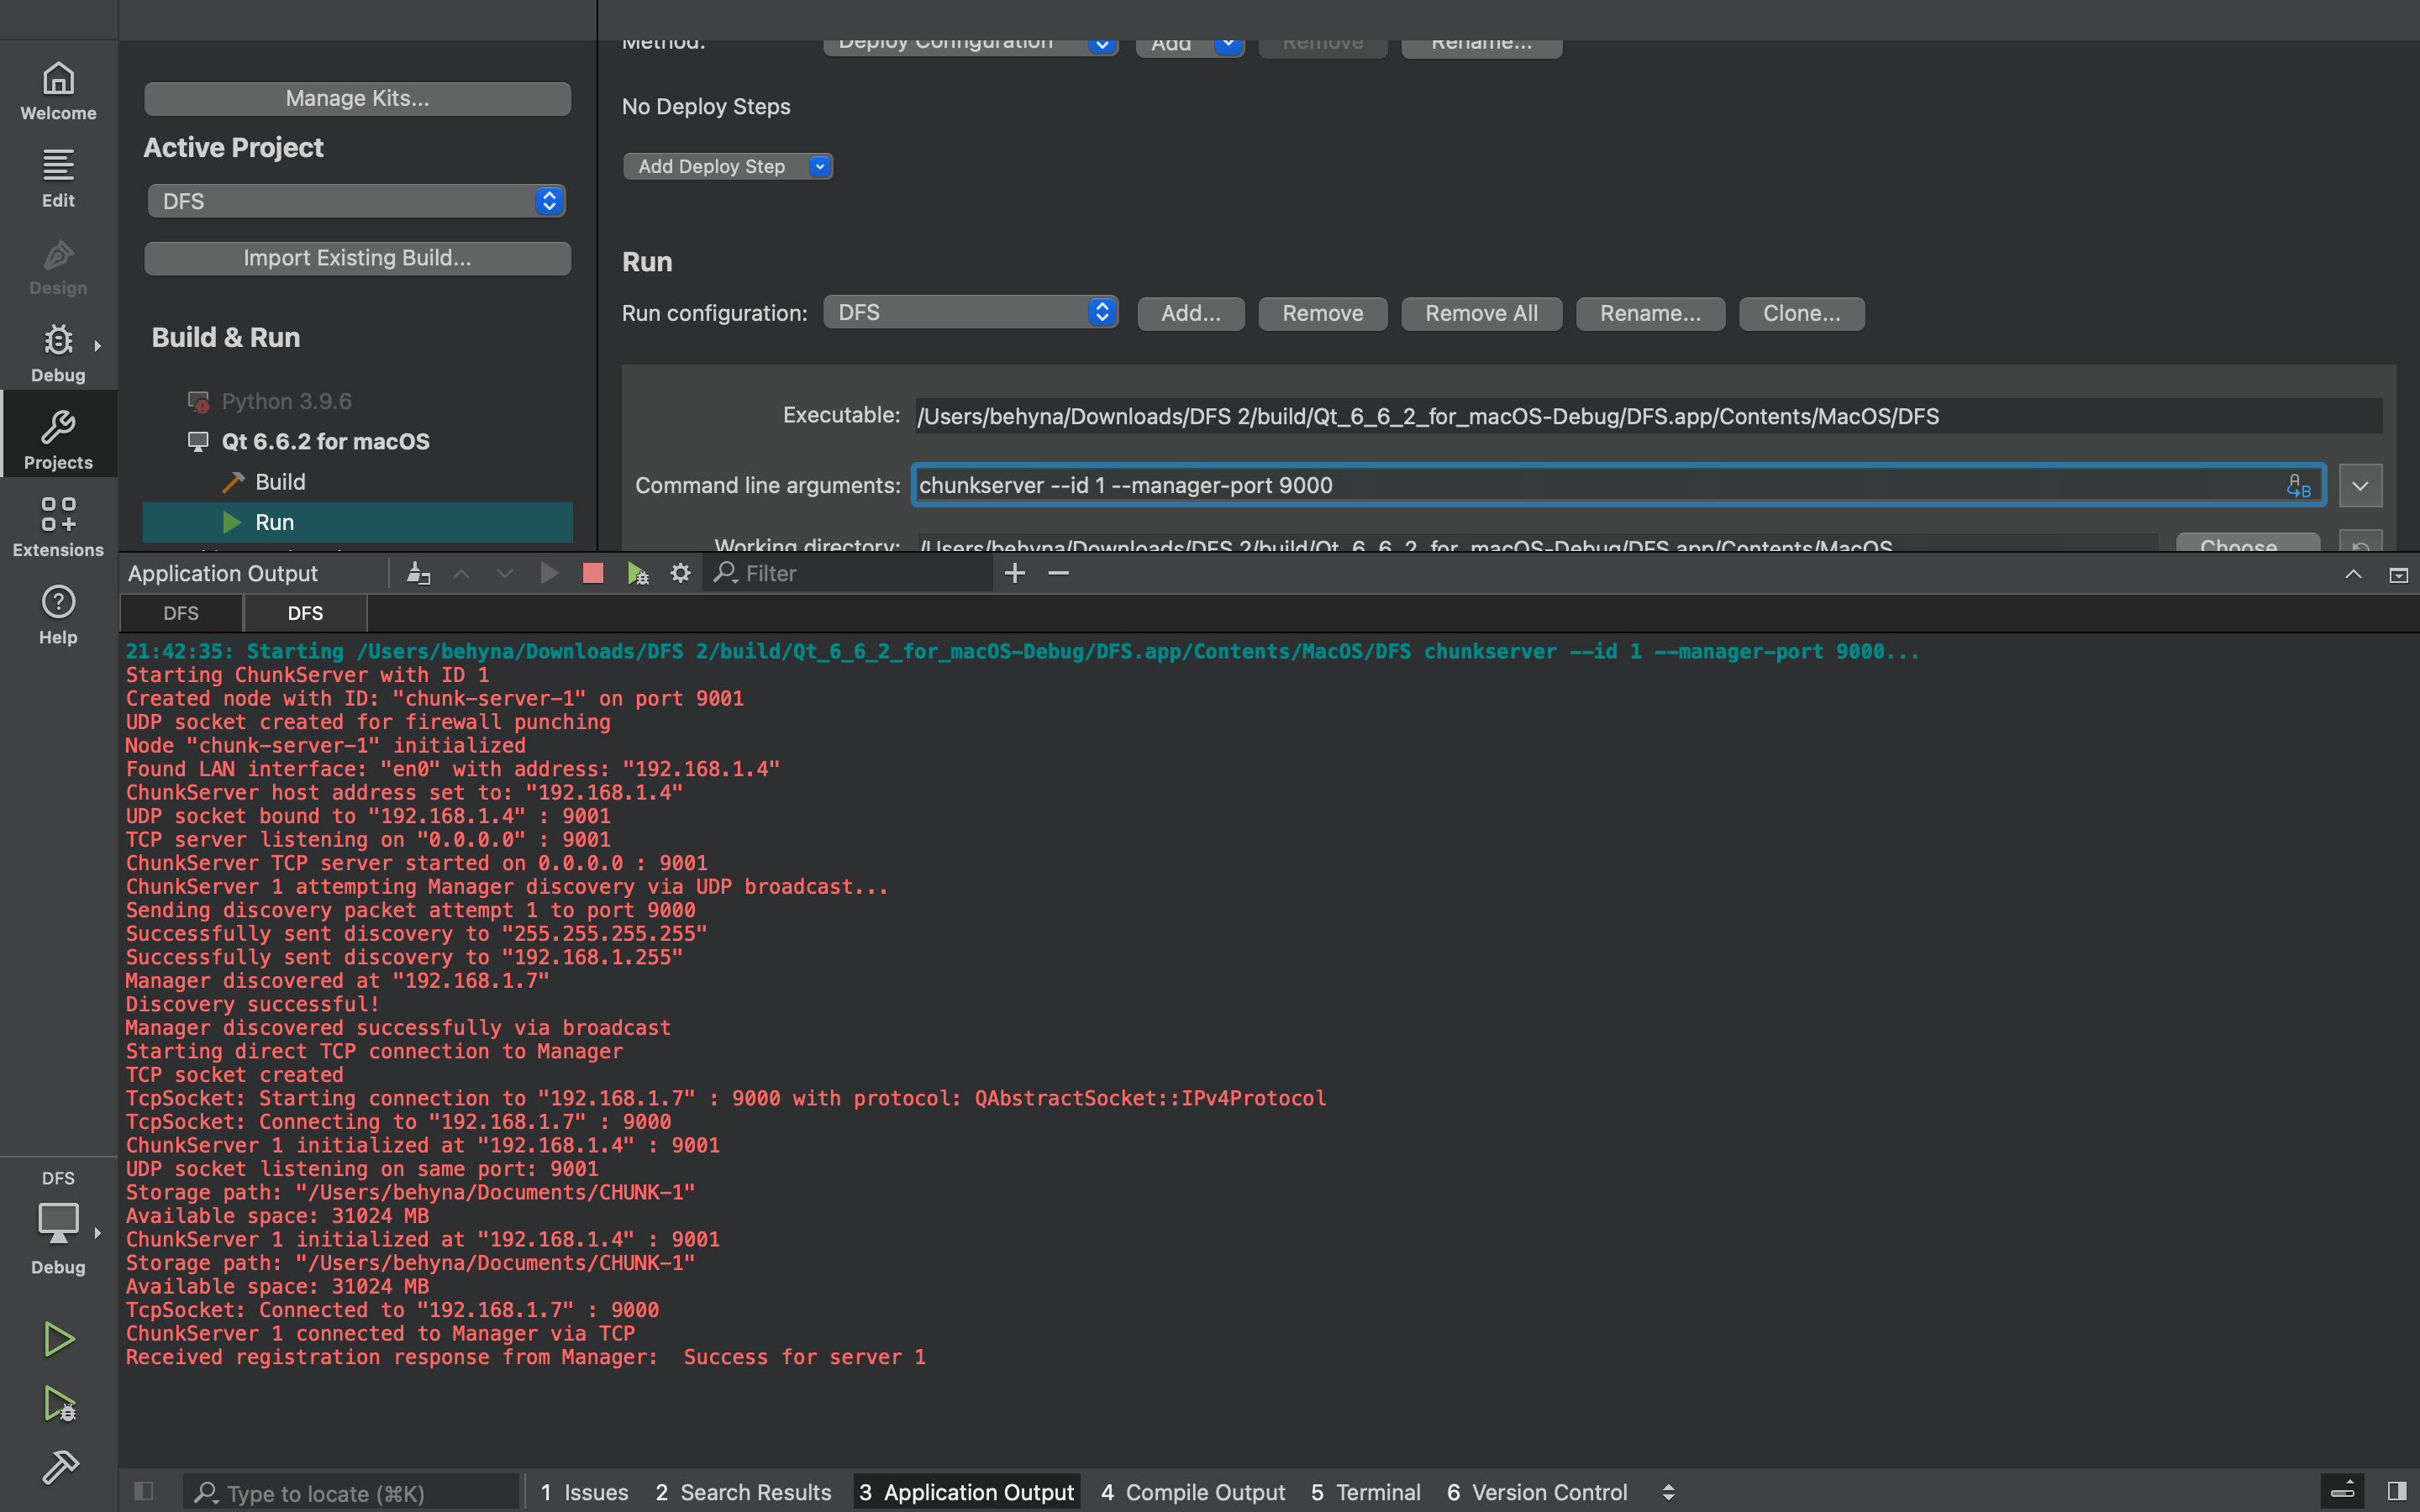 Method:
Deploy Configuration
Add
Remove
Rename...
Welcome
Edit
Design
Debug
Projects
Extensions
Help
Manage Kits...
Active Project
DFS
Import Existing Build...
Build & Run
Python 3.9.6
Qt 6.6.2 for macOS
Build
Run
No Deploy Steps
Add Deploy Step
Run
Run configuration:
DFS
Add...
Remove
Remove All
Rename...
Clone...
Executable: /Users/behyna/Downloads/DFS 2/build/Qt_6_6_2_for_macOS-Debug/DFS.app/Contents/MacOS/DFS
Command line arguments: chunkserver --id 1 --manager-port 9000
Working directory: /Users/behyna/Downloads/DFS 2/build/Qt_6_6_2_for_macOS-Debug/DFS.app/Contents/MacOS
Choose
Application Output
Filter
DFS
DFS
21:42:35: Starting /Users/behyna/Downloads/DFS 2/build/Qt_6_6_2_for_macOS-Debug/DFS.app/Contents/MacOS/DFS chunkserver --id 1 --manager-port 9000...
Starting ChunkServer with ID 1
Created node with ID: "chunk-server-1" on port 9001
UDP socket created for firewall punching
Node "chunk-server-1" initialized
Found LAN interface: "en0" with address: "192.168.1.4"
ChunkServer host address set to: "192.168.1.4"
UDP socket bound to "192.168.1.4" : 9001
TCP server listening on "0.0.0.0" : 9001
ChunkServer TCP server started on 0.0.0.0 : 9001
ChunkServer 1 attempting Manager discovery via UDP broadcast...
Sending discovery packet attempt 1 to port 9000
Successfully sent discovery to "255.255.255.255"
Successfully sent discovery to "192.168.1.255"
Manager discovered at "192.168.1.7"
Discovery successful!
Manager discovered successfully via broadcast
Starting direct TCP connection to Manager
TCP socket created
TcpSocket: Starting connection to "192.168.1.7" : 9000 with protocol: QAbstractSocket::IPv4Protocol
TcpSocket: Connecting to "192.168.1.7" : 9000
ChunkServer 1 initialized at "192.168.1.4" : 9001
UDP socket listening on same port: 9001
Storage path: "/Users/behyna/Documents/CHUNK-1"
Available space: 31024 MB
ChunkServer 1 initialized at "192.168.1.4" : 9001
Storage path: "/Users/behyna/Documents/CHUNK-1"
Available space: 31024 MB
TcpSocket: Connected to "192.168.1.7" : 9000
ChunkServer 1 connected to Manager via TCP
Received registration response from Manager:  Success for server 1
DFS
Debug
Type to locate (⌘K)
1 Issues
2 Search Results
3 Application Output
4 Compile Output
5 Terminal
6 Version Control